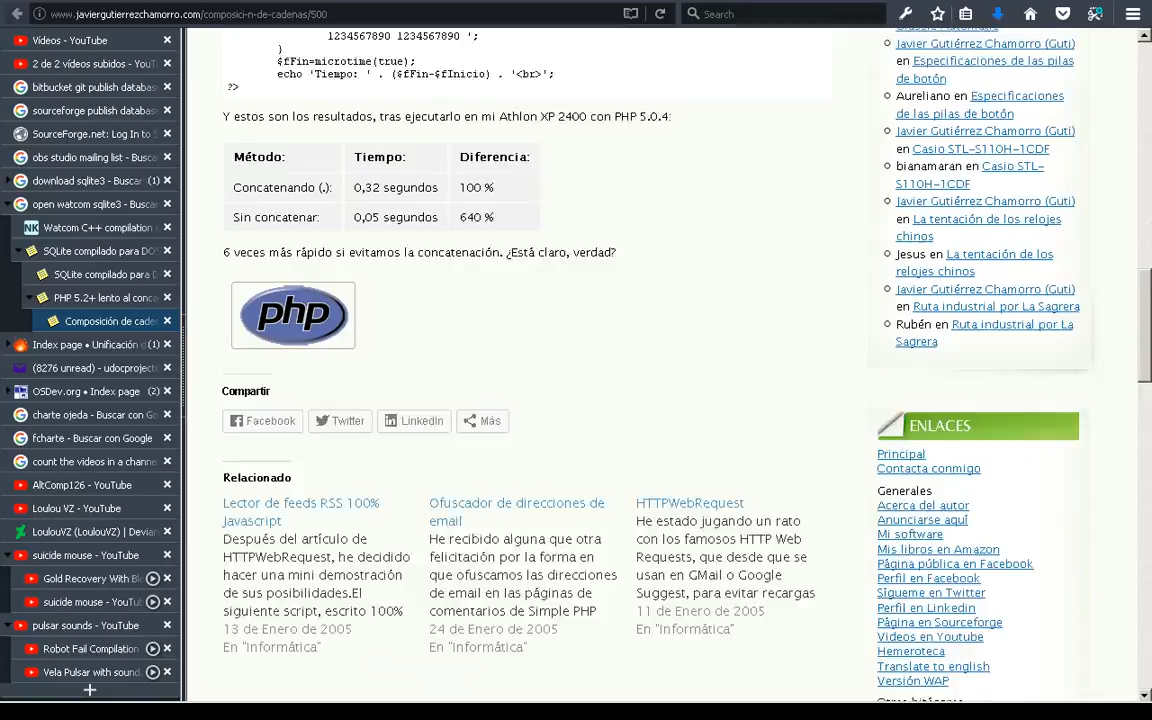 www.javiergutierrezchamorro.com/composici-n-de-cadenas/500
Search
Vídeos - YouTube
2 de 2 vídeos subidos - YouT
bitbucket git publish databas
sourceforge publish databas
SourceForge.net: Log In to S
obs studio mailing list - Busca
download sqlite3 - Buscar (1)
open watcom sqlite3 - Buscar
Watcom C++ compilation
SQLite compilado para DOS
SQLite compilado para D
PHP 5.2+ lento al conca
Composición de cade
Index page • Unificación d (1)
(8276 unread) - udocproject
OSDev.org • Index page (2)
charte ojeda - Buscar con Go
fcharte - Buscar con Google
count the videos in a channe
AltComp126 - YouTube
Loulou VZ - YouTube
LoulouVZ (LoulouVZ) | Devian
suicide mouse - YouTube
Gold Recovery With Bl
suicide mouse - YouTu
pulsar sounds - YouTube
Robot Fail Compilation
Vela Pulsar with sound
1234567890 1234567890 ';
}
$fFin=microtime(true);
echo 'Tiempo: ' . ($fFin-$fInicio) . '<br>';
?>
Y estos son los resultados, tras ejecutarlo en mi Athlon XP 2400 con PHP 5.0.4:
Método: Tiempo: Diferencia:
Concatenando (.): 0,32 segundos 100 %
Sin concatenar: 0,05 segundos 640 %
6 veces más rápido si evitamos la concatenación. ¿Está claro, verdad?
php
Compartir
Facebook Twitter LinkedIn Más
Relacionado
Lector de feeds RSS 100%
Javascript
Después del artículo de
HTTPWebRequest, he decidido
hacer una mini demostración
de sus posibilidades.El
siguiente script, escrito 100%
13 de Enero de 2005
En "Informática"
Ofuscador de direcciones de
email
He recibido alguna que otra
felicitación por la forma en
que ofuscamos las direcciones
de email en las páginas de
comentarios de Simple PHP
24 de Enero de 2005
En "Informática"
HTTPWebRequest
He estado jugando un rato
con los famosos HTTP Web
Requests, que desde que se
usan en GMail o Google
Suggest, para evitar recargas
11 de Enero de 2005
En "Informática"
Javier Gutiérrez Chamorro (Guti)
en Especificaciones de las pilas
de botón
Aureliano en Especificaciones
de las pilas de botón
Javier Gutiérrez Chamorro (Guti)
en Casio STL-S110H-1CDF
bianamaran en Casio STL-
S110H-1CDF
Javier Gutiérrez Chamorro (Guti)
en La tentación de los relojes
chinos
Jesus en La tentación de los
relojes chinos
Javier Gutiérrez Chamorro (Guti)
en Ruta industrial por La Sagrera
Rubén en Ruta industrial por La
Sagrera
ENLACES
Principal
Contacta conmigo
Generales
Acerca del autor
Anunciarse aquí
Mi software
Mis libros en Amazon
Página pública en Facebook
Perfil en Facebook
Sígueme en Twitter
Perfil en Linkedin
Página en Sourceforge
Videos en Youtube
Hemeroteca
Translate to english
Versión WAP